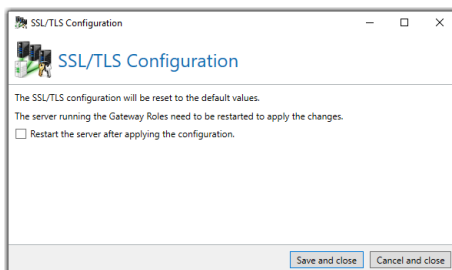 SSL/TLS Configuration
SSL/TLS Configuration
The SSL/TLS configuration will be reset to the default values.
The server running the Gateway Roles need to be restarted to apply the changes.
Restart the server after applying the configuration.
Save and close
Cancel and close